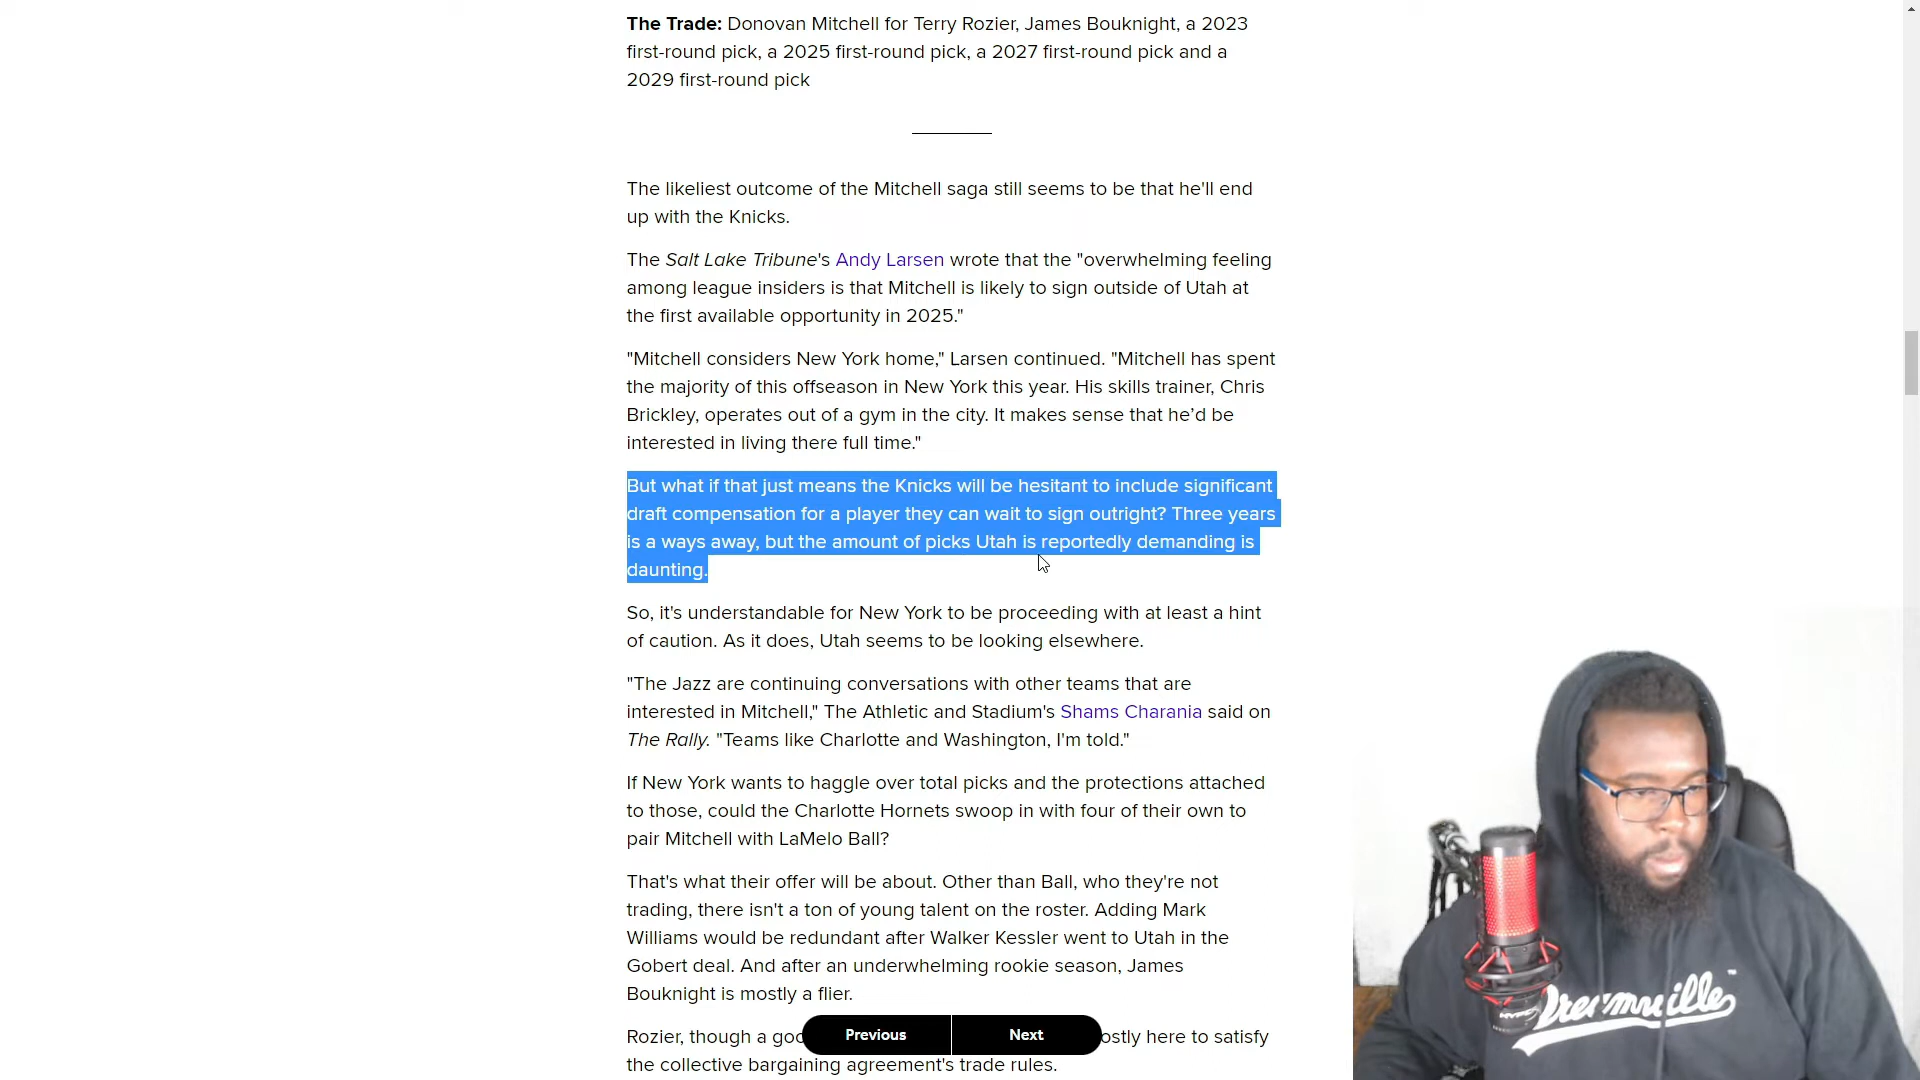 The Trade: Donovan Mitchell for Terry Rozier, James Bouknight, a 2023
first-round pick, a 2025 first-round pick, a 2027 first-round pick and a
2029 first-round pick
The likeliest outcome of the Mitchell saga still seems to be that he'll end
up with the Knicks.
The Salt Lake Tribune's Andy Larsen wrote that the "overwhelming feeling
among league insiders is that Mitchell is likely to sign outside of Utah at
the first available opportunity in 2025."
"Mitchell considers New York home," Larsen continued. "Mitchell has spent
the majority of this offseason in New York this year. His skills trainer, Chris
Brickley, operates out of a gym in the city. It makes sense that he’d be
interested in living there full time."
But what if that just means the Knicks will be hesitant to include significant
draft compensation for a player they can wait to sign outright? Three years
is a ways away, but the amount of picks Utah is reportedly demanding is
daunting.
So, it's understandable for New York to be proceeding with at least a hint
of caution. As it does, Utah seems to be looking elsewhere.
"The Jazz are continuing conversations with other teams that are
interested in Mitchell," The Athletic and Stadium's Shams Charania said on
The Rally. "Teams like Charlotte and Washington, I'm told."
If New York wants to haggle over total picks and the protections attached
to those, could the Charlotte Hornets swoop in with four of their own to
pair Mitchell with LaMelo Ball?
That's what their offer will be about. Other than Ball, who they're not
trading, there isn't a ton of young talent on the roster. Adding Mark
Williams would be redundant after Walker Kessler went to Utah in the
Gobert deal. And after an underwhelming rookie season, James
Bouknight is mostly a flier.
Rozier, though a goo ostly here to satisfy
the collective bargaining agreement's trade rules.
Previous Next
Dreamville
HYPERX